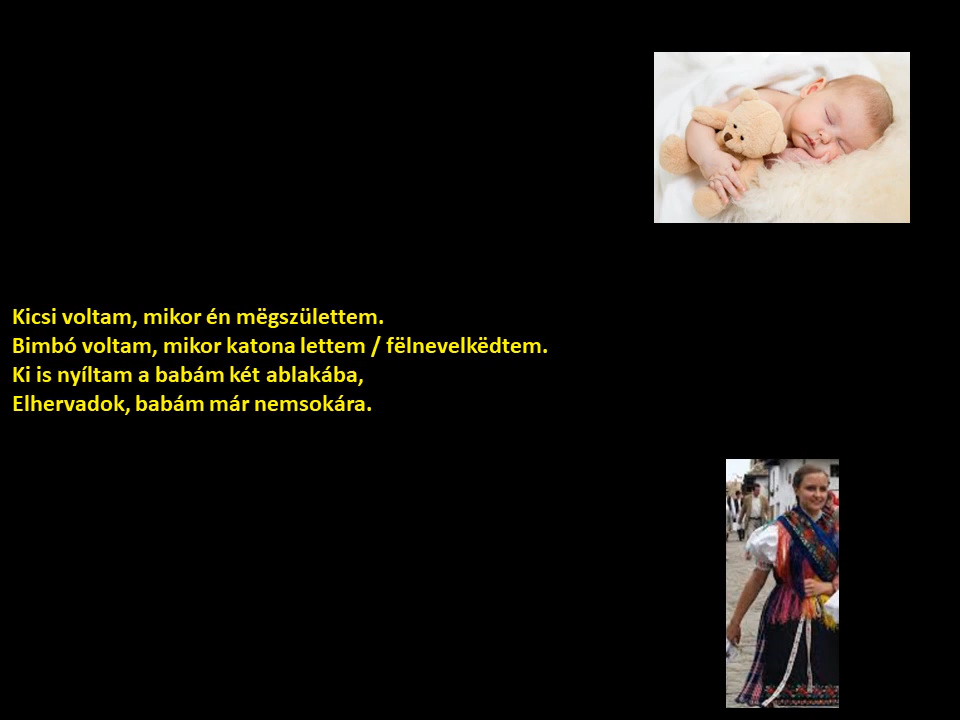 Kicsi voltam, mikor én mëgszülettem.
Bimbó voltam, mikor katona lettem / fëlnevelkëdtem.
Ki is nyíltam a babám két ablakába,
Elhervadok, babám már nemsokára.